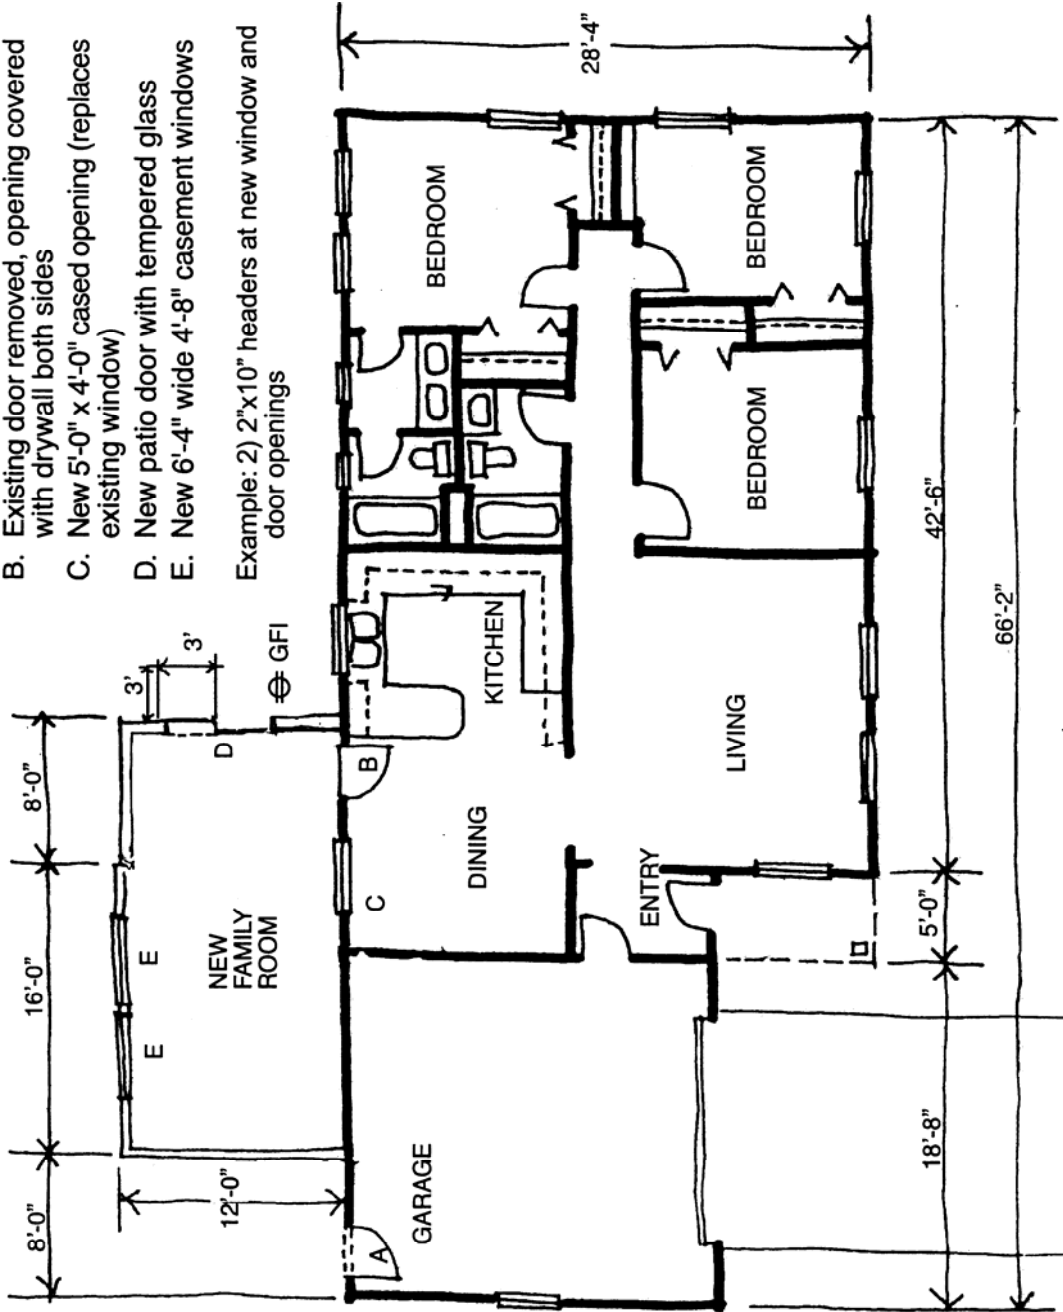 B. Existing door removed, opening covered
with drywall both sides
C. New 5'-0" x 4'-0" cased opening (replaces
existing window)
D. New patio door with tempered glass
E. New 6'-4" wide 4'-8" casement windows
Example: 2) 2"x10" headers at new window and
door openings
8'-0"
16'-0"
8'-0"
3'
3'
GFI
12'-0"
E
E
D
NEW
FAMILY
ROOM
A
C
B
GARAGE
DINING
KITCHEN
BEDROOM
ENTRY
LIVING
BEDROOM
BEDROOM
28'-4"
18'-8"
5'-0"
42'-6"
66'-2"